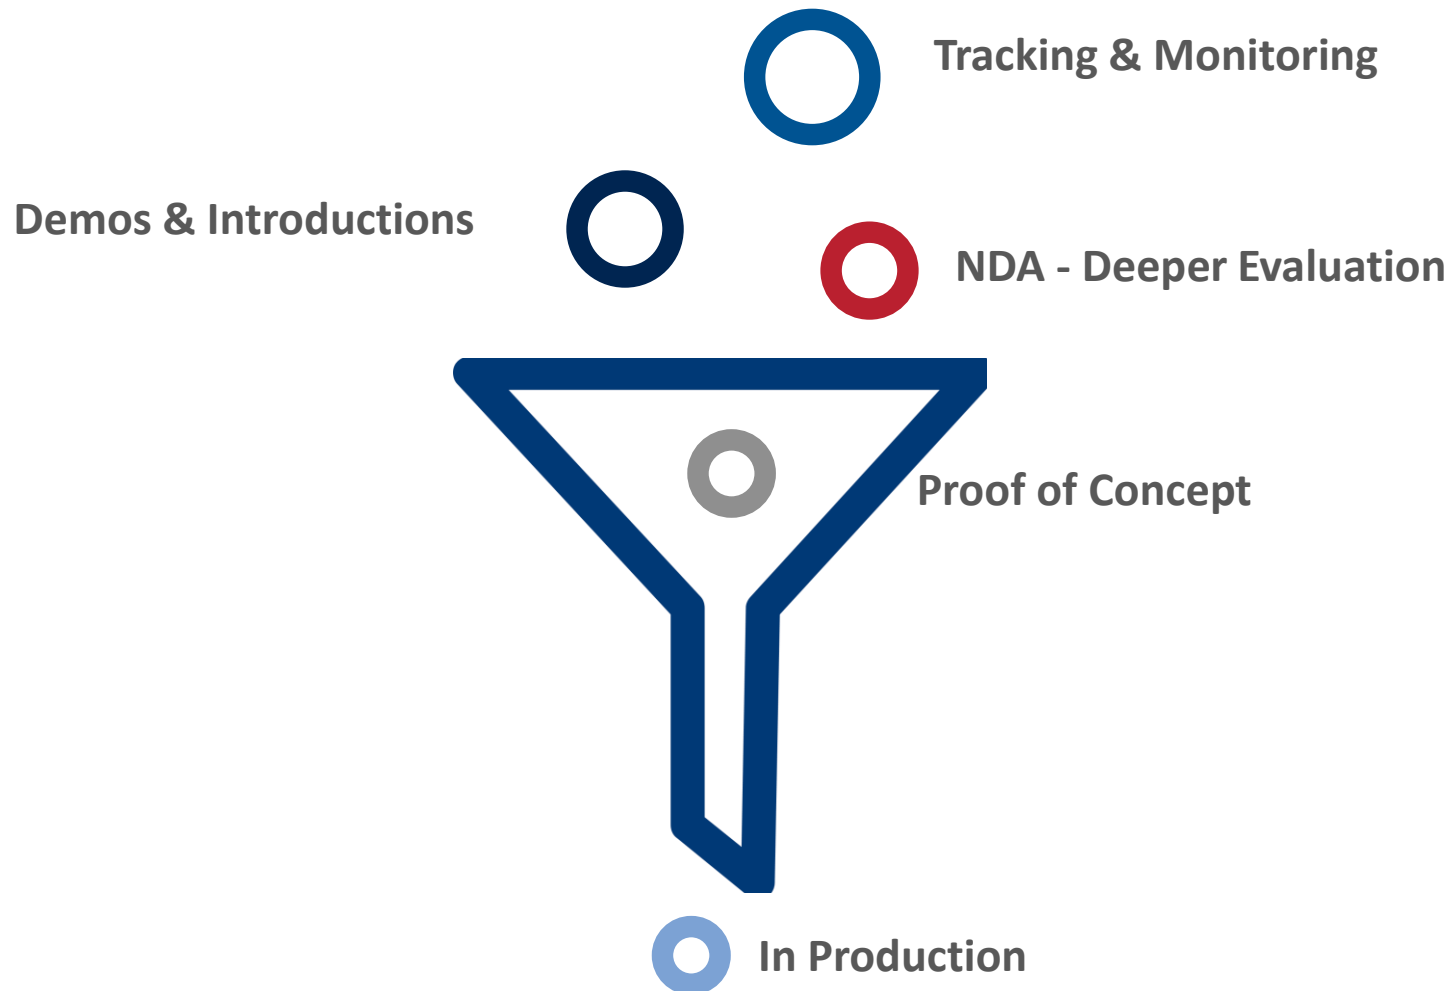 Tracking & Monitoring
Demos & Introductions
NDA - Deeper Evaluation
Proof of Concept
In Production